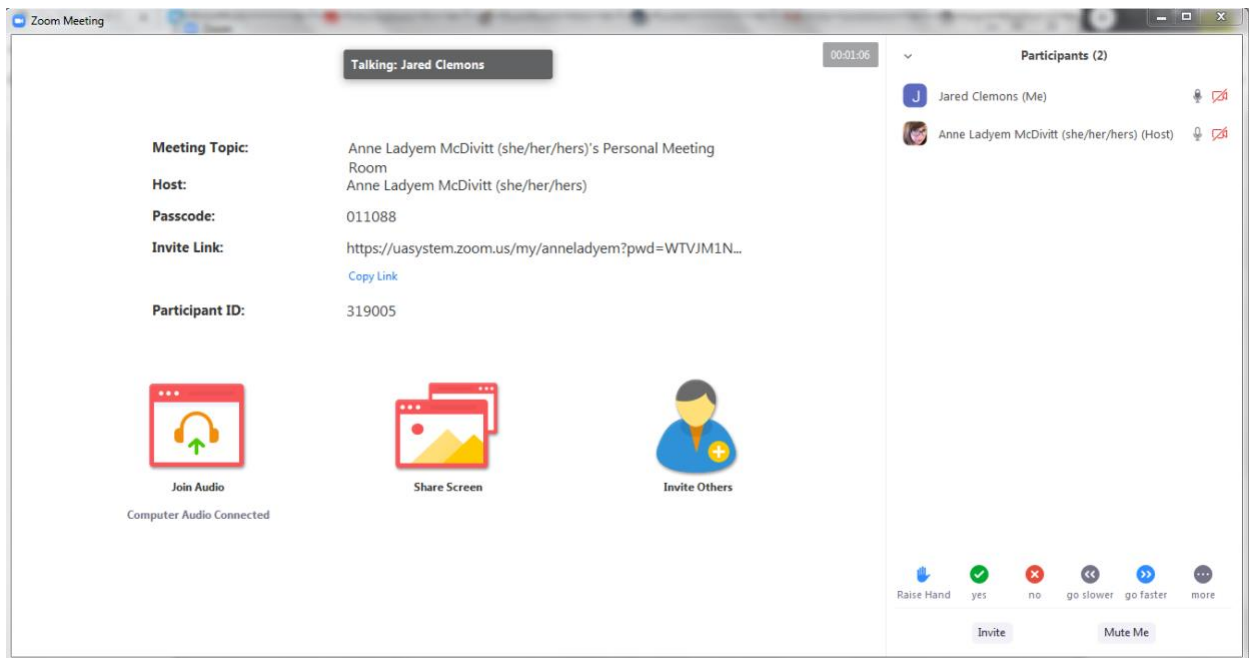 Zoom Meeting
Talking: Jared Clemons
00:01:06
Meeting Topic: Anne Ladyem McDivitt (she/her/hers)'s Personal Meeting
Room
Host: Anne Ladyem McDivitt (she/her/hers)
Passcode: 011088
Invite Link: https://uasystem.zoom.us/my/anneladyem?pwd=WTVJM1N...
Copy Link
Participant ID: 319005
Join Audio Share Screen Invite Others
Computer Audio Connected
Participants (2)
J Jared Clemons (Me)
Anne Ladyem McDivitt (she/her/hers) (Host)
Raise Hand yes no go slower go faster more
Invite Mute Me